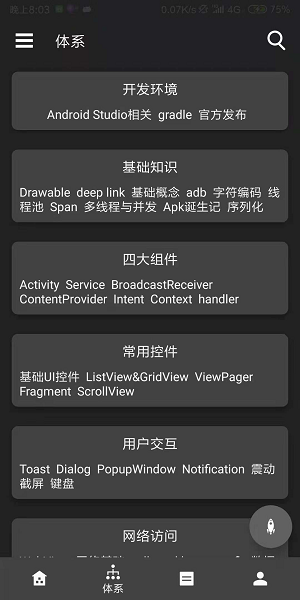 晚上8:03
0.07K/s
4G
75%
体系
开发环境
Android Studio相关 gradle 官方发布
基础知识
Drawable deep link 基础概念 adb 字符编码 线
程池 Span 多线程与并发 Apk诞生记 序列化
四大组件
Activity Service BroadcastReceiver
ContentProvider Intent Context handler
常用控件
基础UI控件 ListView&GridView ViewPager
Fragment ScrollView
用户交互
Toast Dialog PopupWindow Notification 震动
截屏 键盘
网络访问
体系